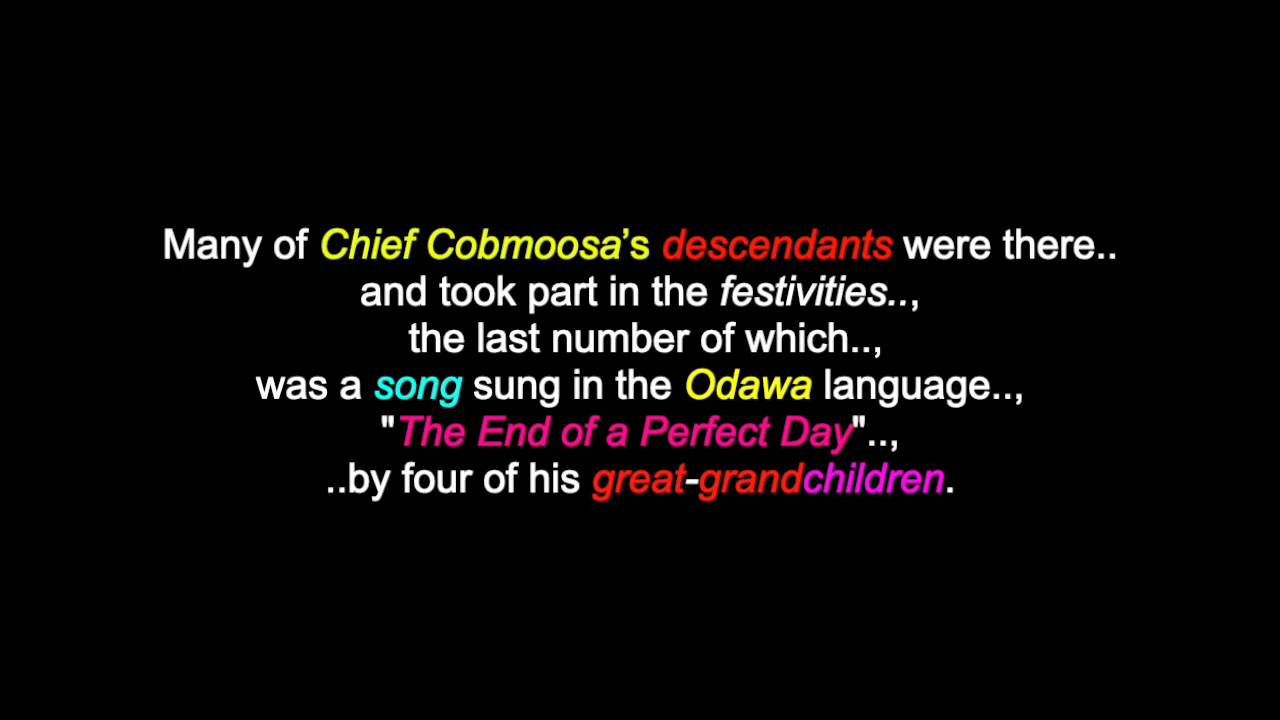 Many of Chief Cobmoosa’s descendants were there..
and took part in the festivities..,
the last number of which..,
was a song sung in the Odawa language..,
"The End of a Perfect Day"..,
..by four of his great-grandchildren.